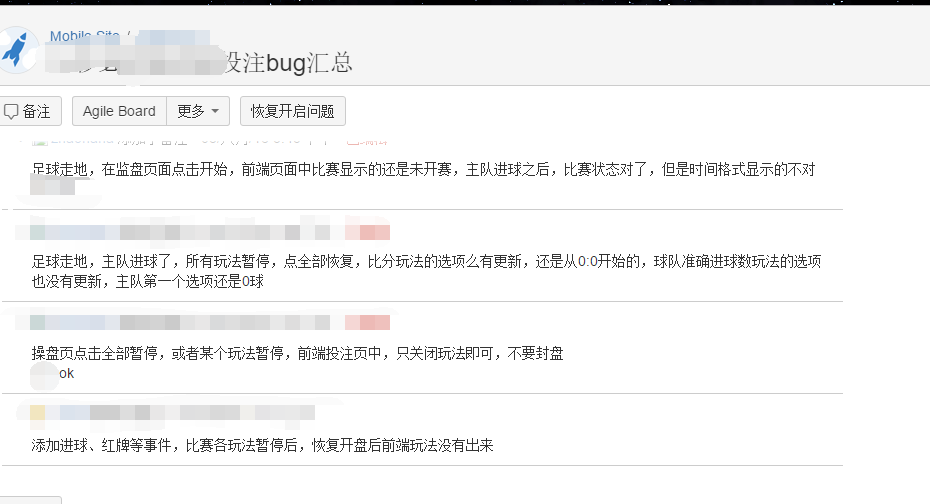 Mobile Site /
投注bug汇总
备注 Agile Board 更多 恢复开启问题
足球走地，在监盘页面点击开始，前端页面中比赛显示的还是未开赛，主队进球之后，比赛状态对了，但是时间格式显示的不对
足球走地，主队进球了，所有玩法暂停，点全部恢复，比分玩法的选项么有更新，还是从0:0开始的，球队准确进球数玩法的选项
也没有更新，主队第一个选项还是0球
操盘页点击全部暂停，或者某个玩法暂停，前端投注页中，只关闭玩法即可，不要封盘
ok
添加进球、红牌等事件，比赛各玩法暂停后，恢复开盘后前端玩法没有出来